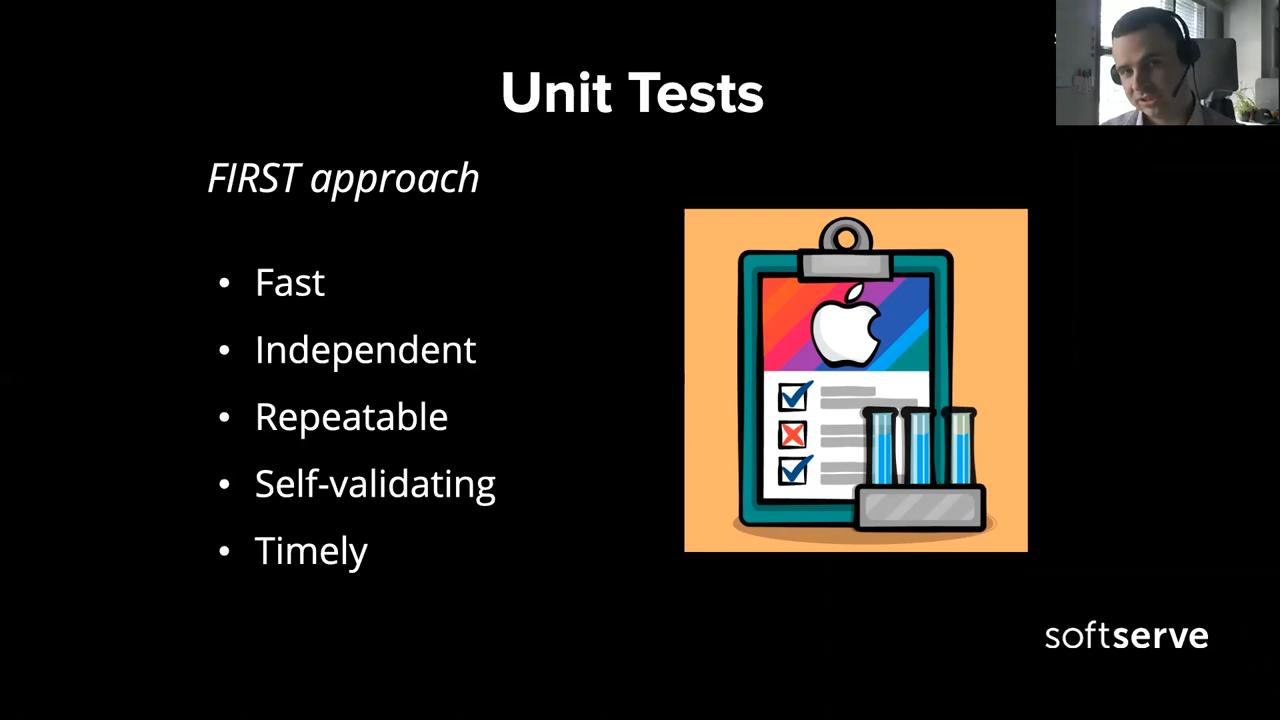 Unit Tests
FIRST approach
• Fast
• Independent
• Repeatable
• Self-validating
• Timely
softserve